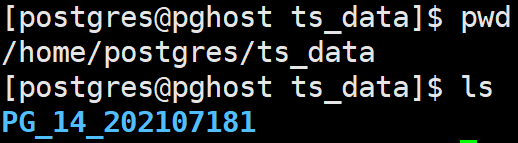 [postgres@pghost ts_data]$ pwd
/home/postgres/ts_data
[postgres@pghost ts_data]$ ls
PG_14_202107181